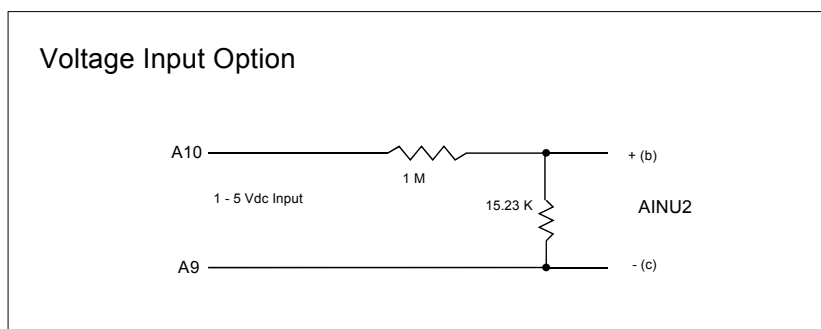 Voltage Input Option
A10
+ (b)
1 M
1 - 5 Vdc Input
15.23 K
AINU2
A9
- (c)